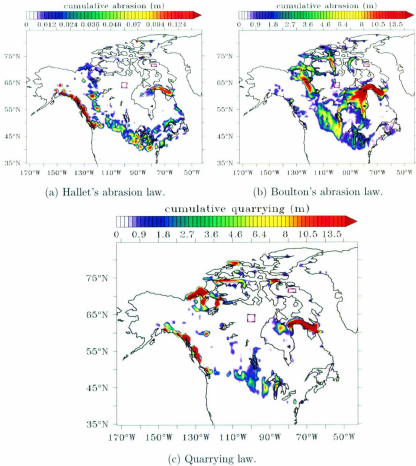 cumulative abrasion (m)
0 0.012 0.024 0.048 0.07 0.094 0.124
75°N
65°N
55°N
45°N
35°N
170°W 150°W 130°W 110°W 90°W 70°W 50°W
(a) Hallet's abrasion law.
cumulative abrasion (m)
0 0.9 1.8 2.7 3.6 4.6 6.4 8 10.5 13.5
75°N
65°N
55°N
45°N
35°N
170°W 150°W 130°W 110°W 90°W 70°W 50°W
(b) Boulton's abrasion law.
cumulative quarrying (m)
0 0.9 1.8 2.7 3.6 4.6 6.4 8 10.5 13.5
75°N
65°N
55°N
45°N
35°N
170°W 150°W 130°W 110°W 90°W 70°W 50°W
(c) Quarrying law.